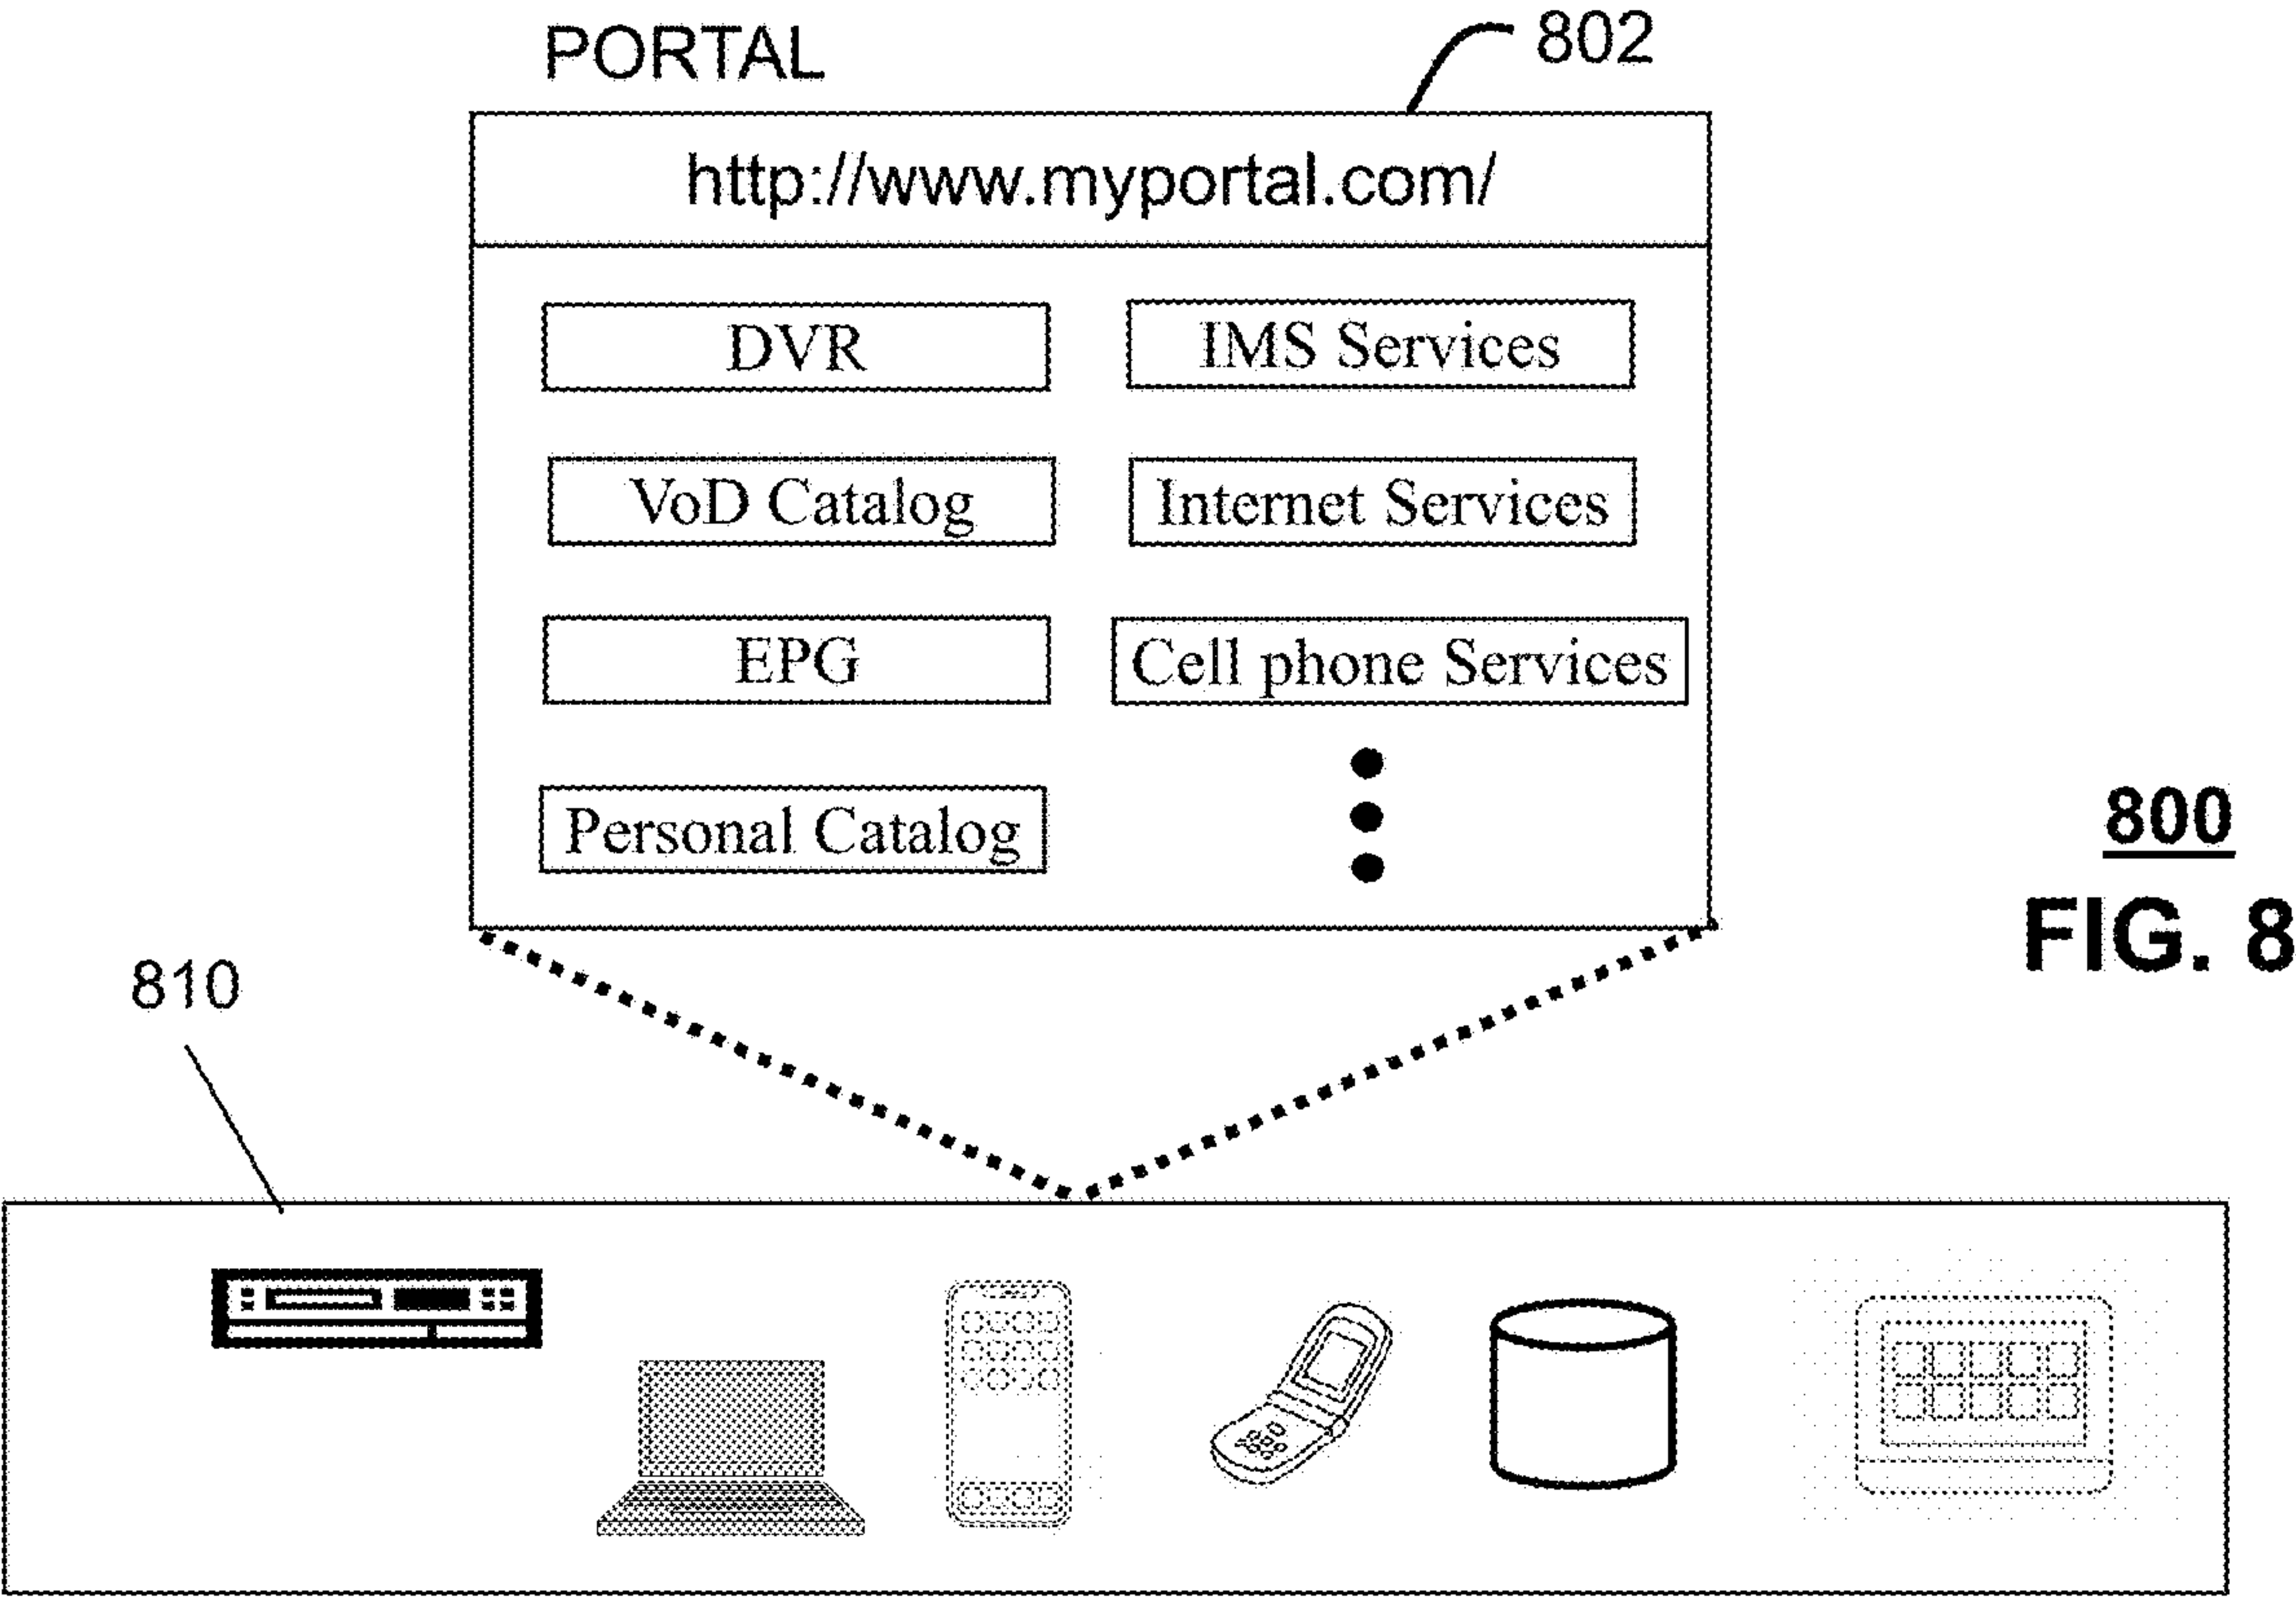 PORTAL
802
http://www.myportal.com/
DVR
IMS Services
VoD Catalog
Internet Services
EPG
Cell phone Services
Personal Catalog
800
FIG. 8
810